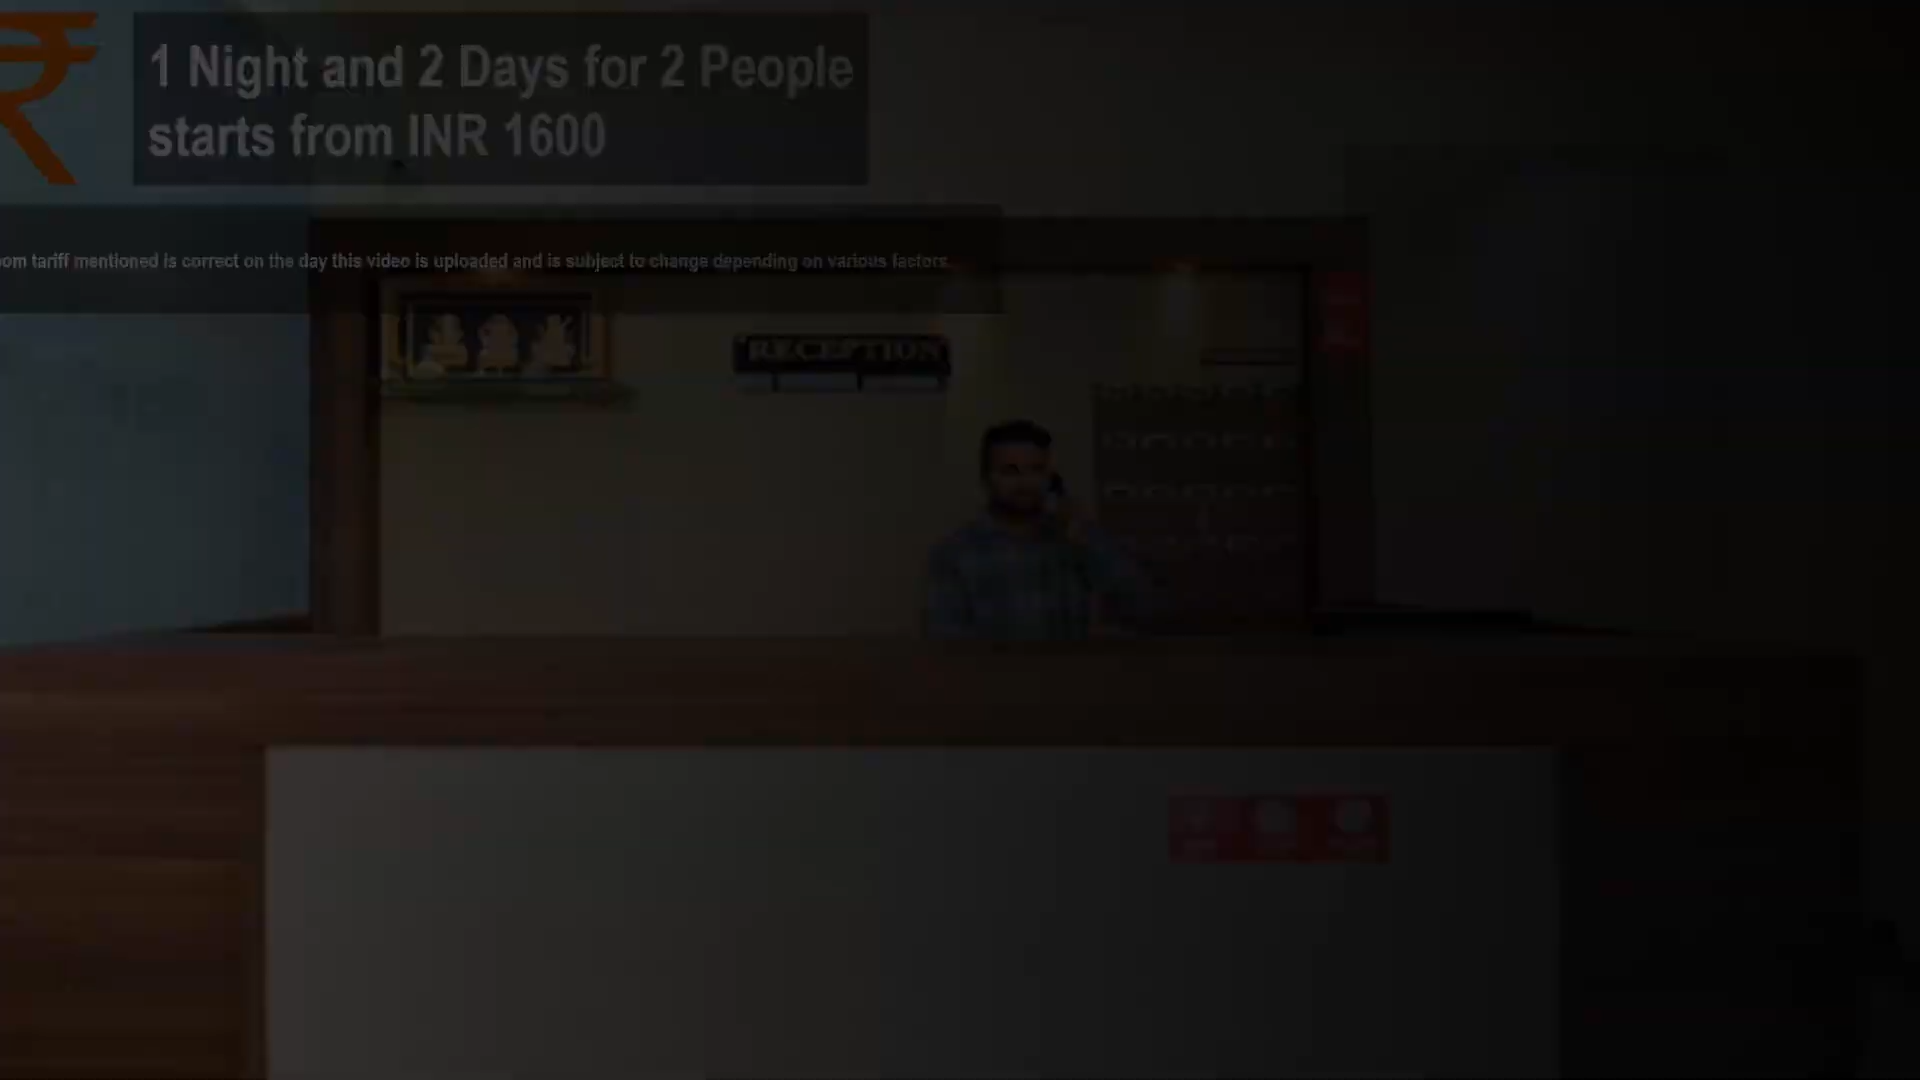 ₹
1 Night and 2 Days for 2 People
starts from INR 1600
tariff mentioned is correct on the day this video is uploaded and is subject to change depending on various factors
RECEPTION